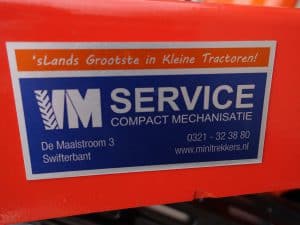 'sLands Grootste in Kleine Tractoren!
IM SERVICE
COMPACT MECHANISATIE
De Maalstroom 3
Swifterbant
0321 - 32 38 80
www.minitrekkers.nl